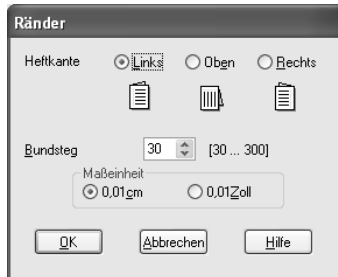 Ränder
Heftkante Links Oben Rechts
Bundsteg 30 [30 ... 300]
Maßeinheit
0,01cm 0,01Zoll
OK Abbrechen Hilfe